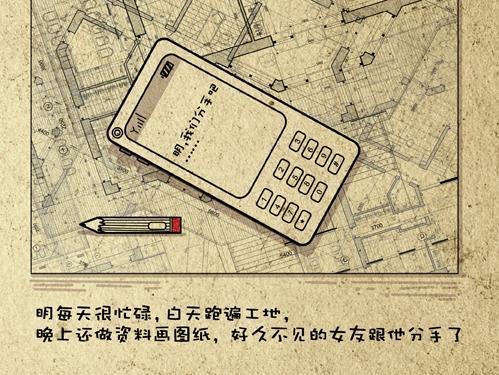 明,我们分手吧
......
明每天很忙碌,白天跑遍工地,
晚上还做资料画图纸,好久不见的女友跟他分手了